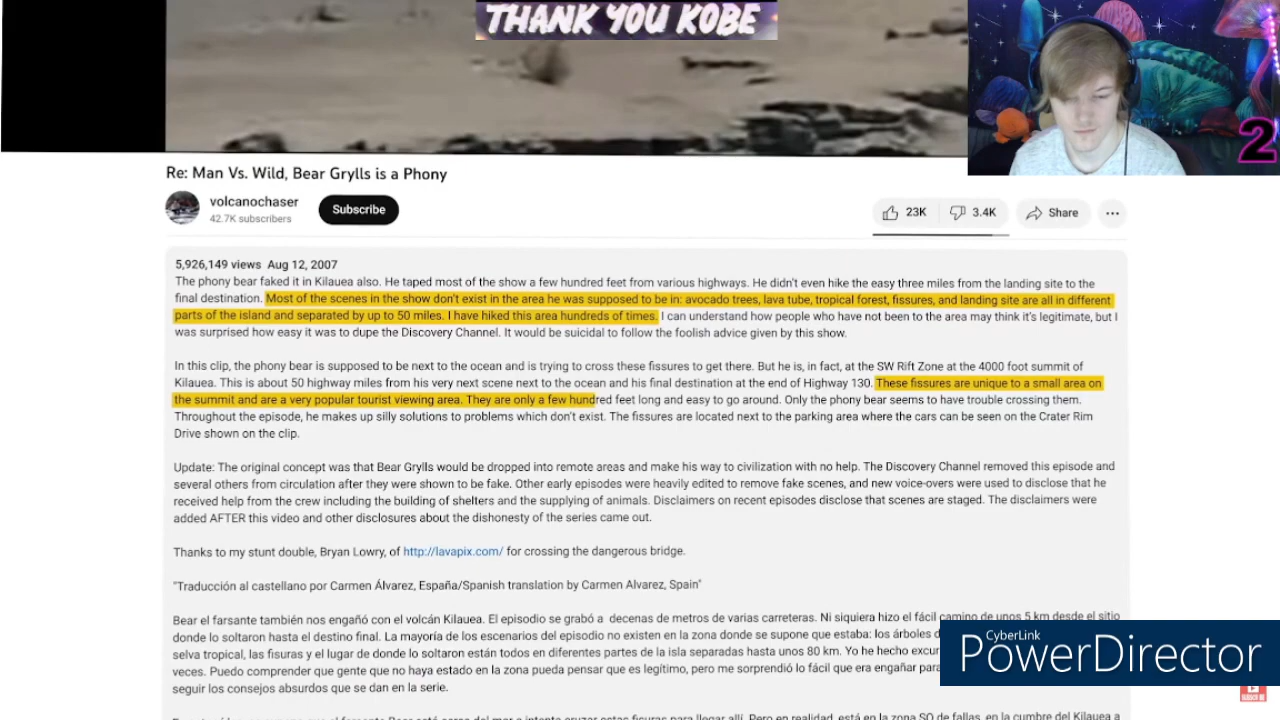 THANK YOU KOBE
2
Re: Man Vs. Wild, Bear Grylls is a Phony
volcanochaser
42.7K subscribers
Subscribe
23K
3.4K
Share
5,926,149 views Aug 12, 2007
The phony bear faked it in Kilauea also. He taped most of the show a few hundred feet from various highways. He didn't even hike the easy three miles from the landing site to the
final destination. Most of the scenes in the show don't exist in the area he was supposed to be in: avocado trees, lava tube, tropical forest, fissures, and landing site are all in different
parts of the island and separated by up to 50 miles. I have hiked this area hundreds of times. I can understand how people who have not been to the area may think it's legitimate, but I
was surprised how easy it was to dupe the Discovery Channel. It would be suicidal to follow the foolish advice given by this show.
In this clip, the phony bear is supposed to be next to the ocean and is trying to cross these fissures to get there. But he is, in fact, at the SW Rift Zone at the 4000 foot summit of
Kilauea. This is about 50 highway miles from his very next scene next to the ocean and his final destination at the end of Highway 130. These fissures are unique to a small area on
the summit and are a very popular tourist viewing area. They are only a few hundred feet long and easy to go around. Only the phony bear seems to have trouble crossing them.
Throughout the episode, he makes up silly solutions to problems which don't exist. The fissures are located next to the parking area where the cars can be seen on the Crater Rim
Drive shown on the clip.
Update: The original concept was that Bear Grylls would be dropped into remote areas and make his way to civilization with no help. The Discovery Channel removed this episode and
several others from circulation after they were shown to be fake. Other early episodes were heavily edited to remove fake scenes, and new voice-overs were used to disclose that he
received help from the crew including the building of shelters and the supplying of animals. Disclaimers on recent episodes disclose that scenes are staged. The disclaimers were
added AFTER this video and other disclosures about the dishonesty of the series came out.
Thanks to my stunt double, Bryan Lowry, of http://lavapix.com/ for crossing the dangerous bridge.
"Traducción al castellano por Carmen Álvarez, España/Spanish translation by Carmen Alvarez, Spain"
Bear el farsante también nos engañó con el volcán Kilauea. El episodio se grabó a decenas de metros de varias carreteras. Ni siquiera hizo el fácil camino de unos 5 km desde el sitio
donde lo soltaron hasta el destino final. La mayoría de los escenarios del episodio no existen en la zona donde se supone que estaba: los árboles d
selva tropical, las fisuras y el lugar de donde lo soltaron están todos en diferentes partes de la isla separadas hasta unos 80 km. Yo he hecho excur
veces. Puedo comprender que gente que no haya estado en la zona pueda pensar que es legítimo, pero me sorprendió lo fácil que era engañar para
seguir los consejos absurdos que se dan en la serie.
CyberLink
PowerDirector